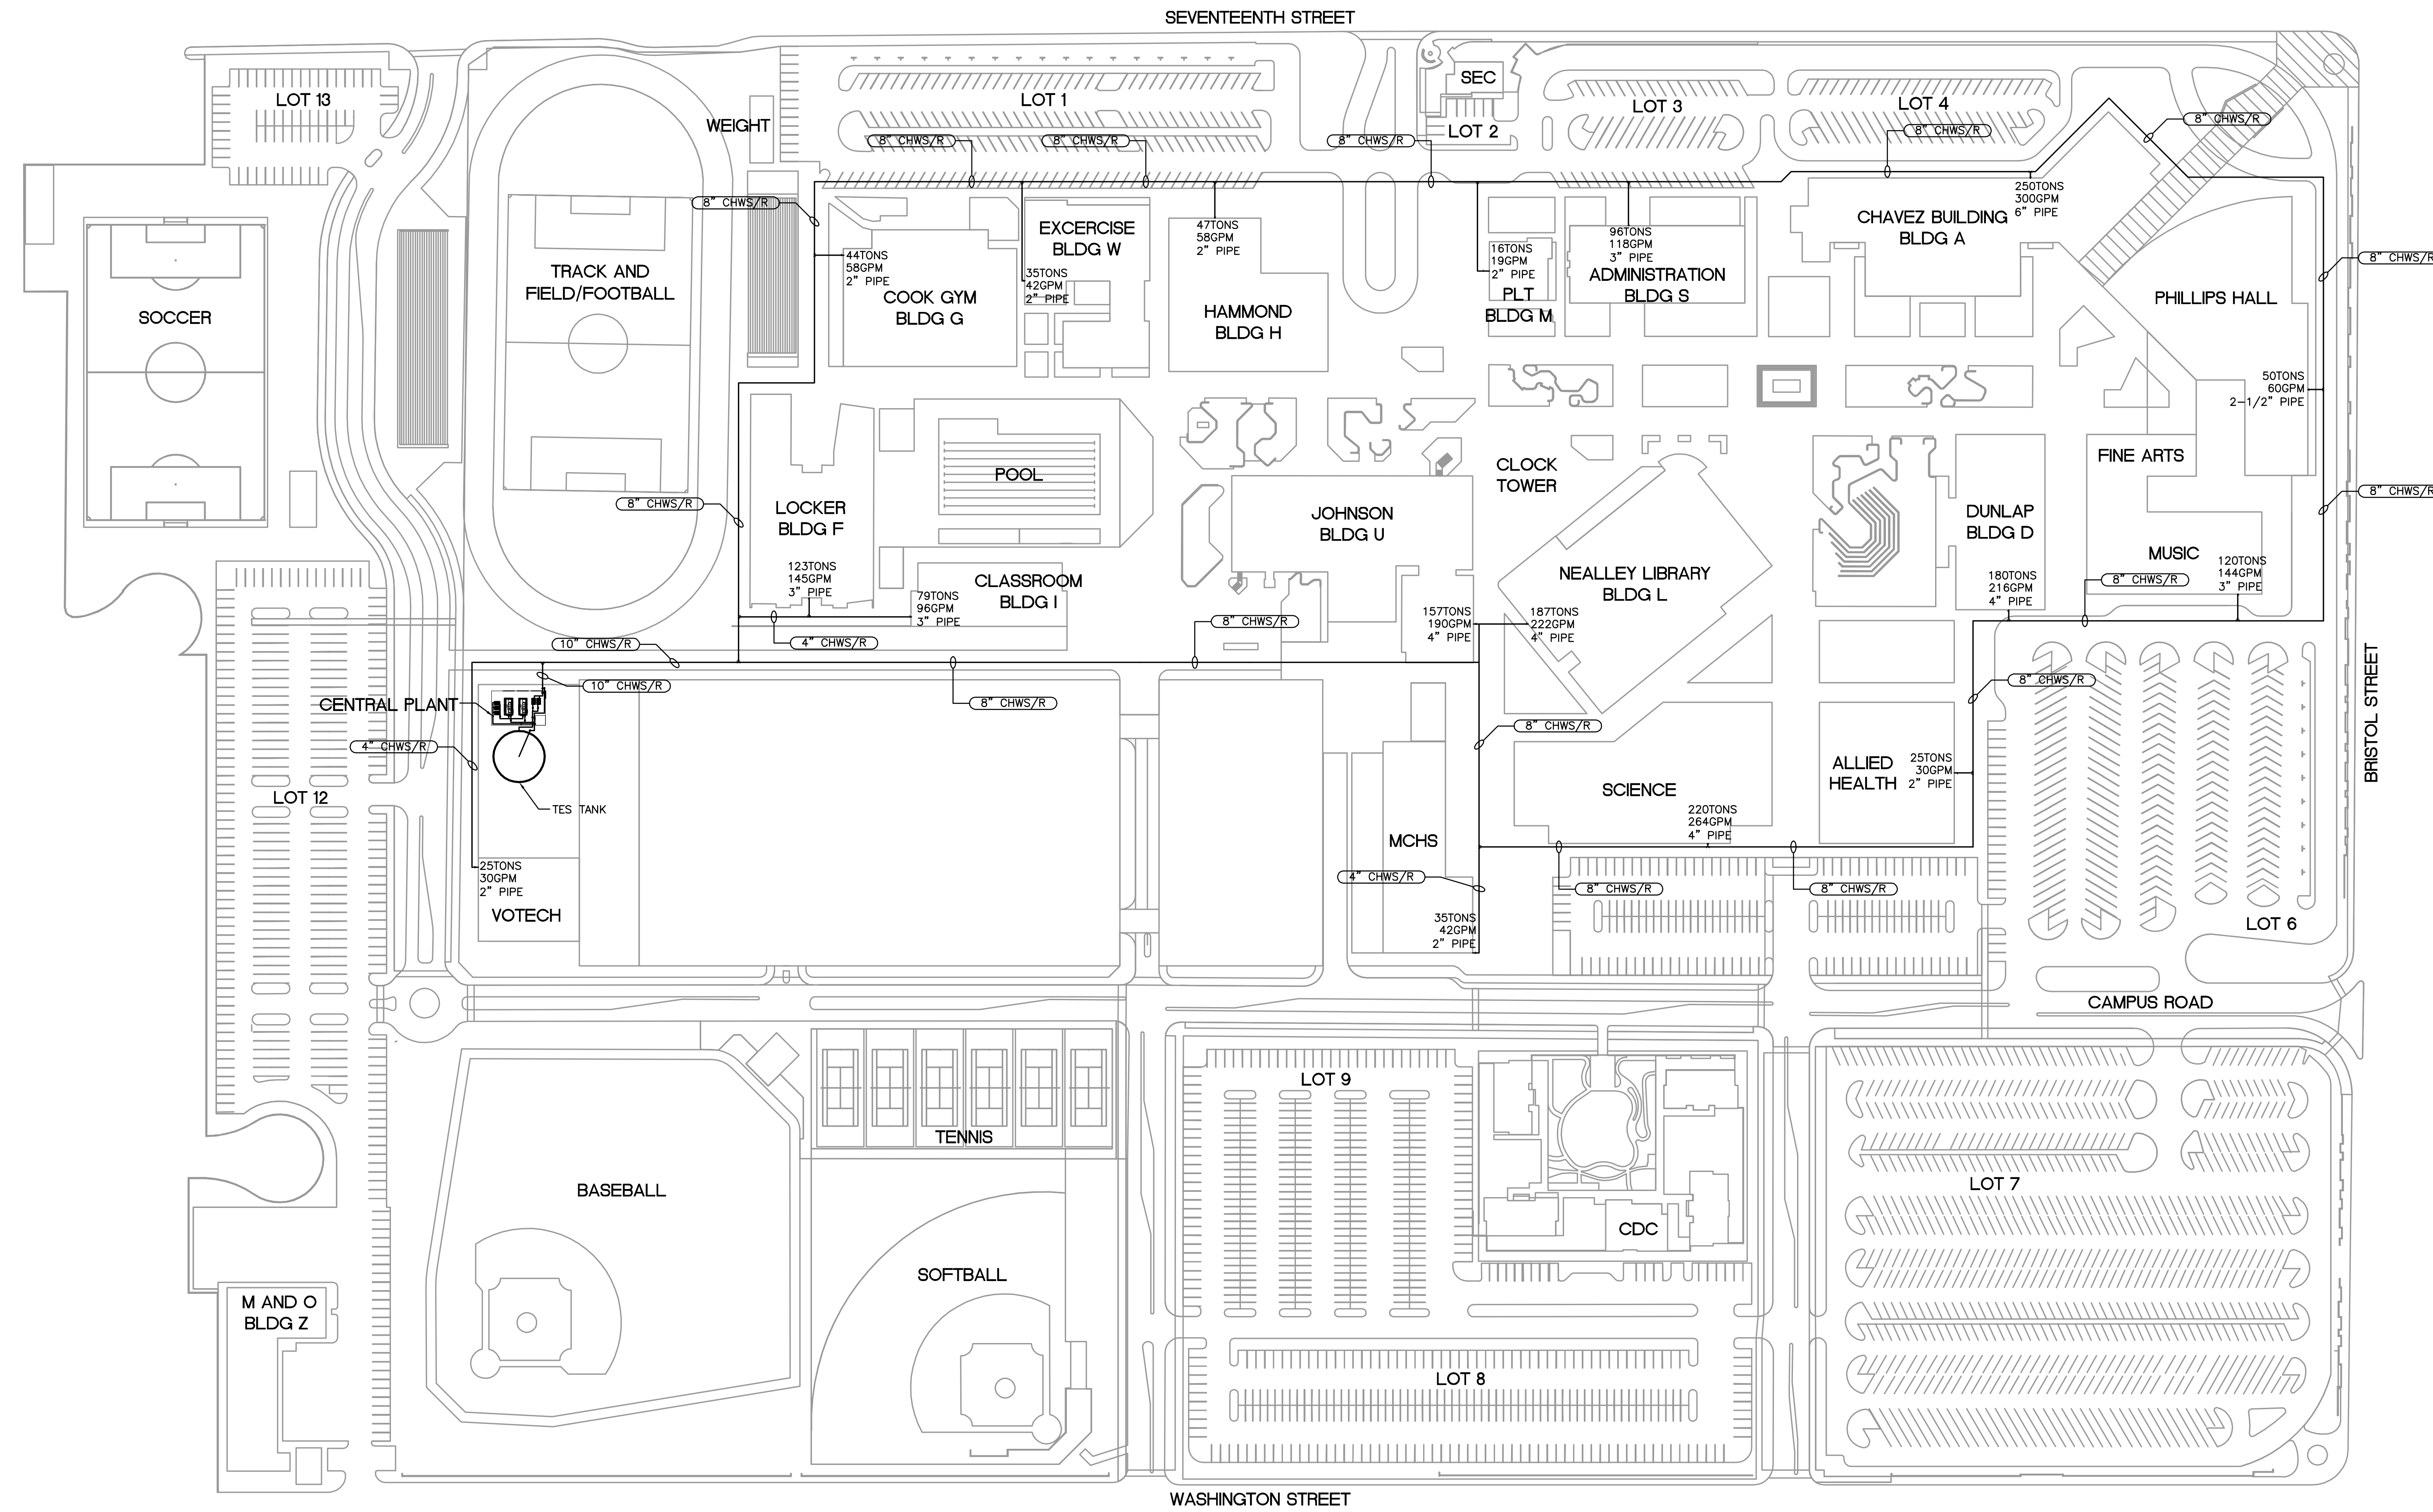 SEVENTEENTH STREET
LOT 13
WEIGHT
LOT 1
SEC
LOT 2
LOT 3
LOT 4
8" CHWS/R
8" CHWS/R
8" CHWS/R
8" CHWS/R
8" CHWS/R
8" CHWS/R
SOCCER
TRACK AND
FIELD/FOOTBALL
44TONS
58GPM
2" PIPE
COOK GYM
BLDG G
EXCERCISE
BLDG W
35TONS
42GPM
2" PIPE
47TONS
58GPM
2" PIPE
HAMMOND
BLDG H
16TONS
19GPM
2" PIPE
PLT
BLDG M
96TONS
118GPM
3" PIPE
ADMINISTRATION
BLDG S
CHAVEZ BUILDING
BLDG A
250TONS
300GPM
6" PIPE
8" CHWS/R
PHILLIPS HALL
50TONS
60GPM
2-1/2" PIPE
8" CHWS/R
8" CHWS/R
LOCKER
BLDG F
123TONS
145GPM
3" PIPE
POOL
CLASSROOM
BLDG I
79TONS
96GPM
3" PIPE
4" CHWS/R
JOHNSON
BLDG U
157TONS
190GPM
4" PIPE
8" CHWS/R
CLOCK
TOWER
NEALLEY LIBRARY
BLDG L
187TONS
222GPM
4" PIPE
DUNLAP
BLDG D
180TONS
216GPM
4" PIPE
FINE ARTS
MUSIC
8" CHWS/R
120TONS
144GPM
3" PIPE
10" CHWS/R
10" CHWS/R
8" CHWS/R
CENTRAL PLANT
4" CHWS/R
TES TANK
LOT 12
25TONS
30GPM
2" PIPE
VOTECH
8" CHWS/R
MCHS
4" CHWS/R
35TONS
42GPM
2" PIPE
SCIENCE
220TONS
264GPM
4" PIPE
8" CHWS/R
8" CHWS/R
ALLIED
HEALTH
25TONS
30GPM
2" PIPE
8" CHWS/R
BRISTOL STREET
LOT 6
CAMPUS ROAD
BASEBALL
TENNIS
SOFTBALL
LOT 9
CDC
LOT 7
M AND O
BLDG Z
LOT 8
WASHINGTON STREET